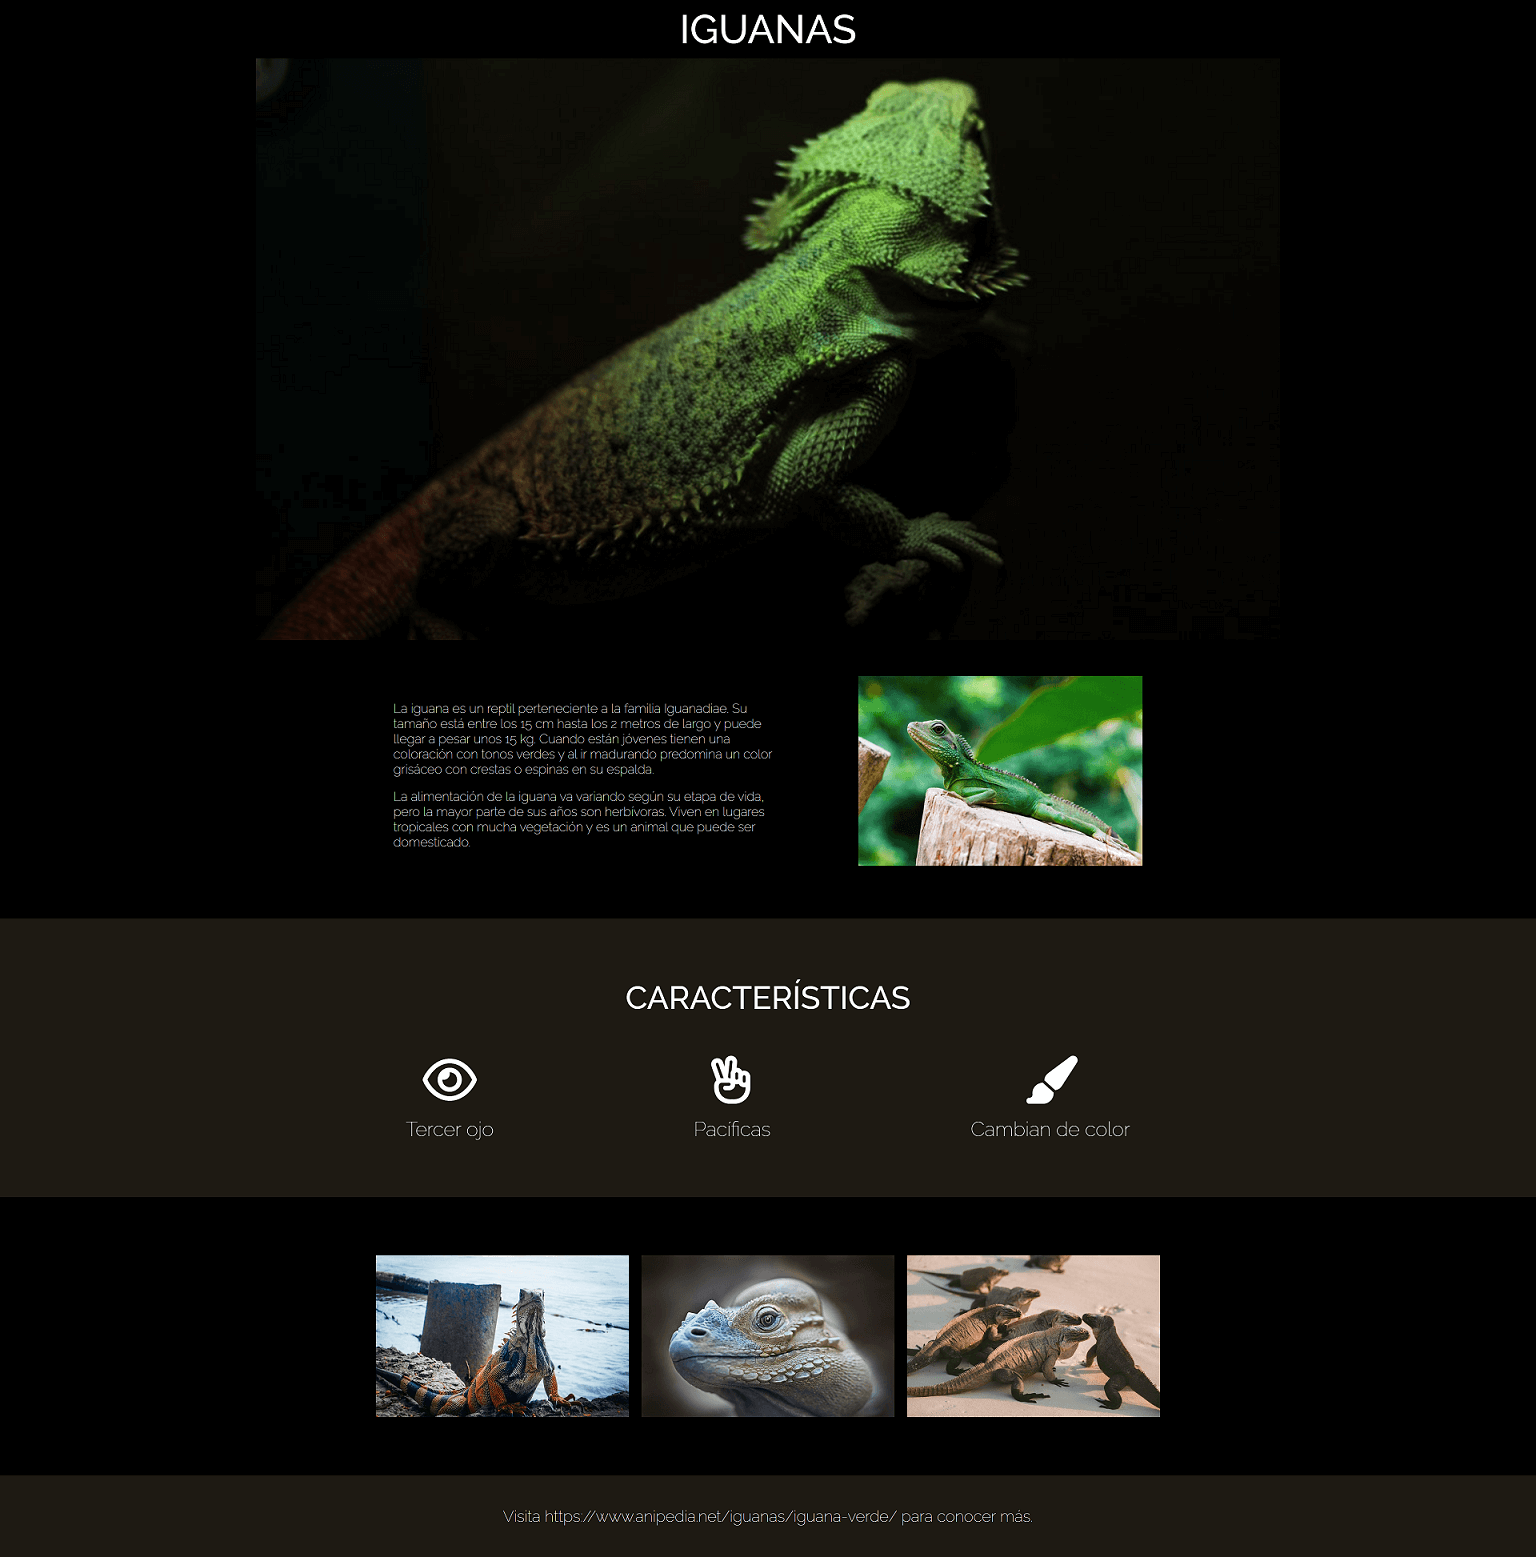 IGUANAS
La iguana es un reptil perteneciente a la familia Iguanadiae. Su
tamaño está entre los 15 cm hasta los 2 metros de largo y puede
llegar a pesar unos 15 kg. Cuando están jóvenes tienen una
coloración con tonos verdes y al ir madurando predomina un color
grisáceo con crestas o espinas en su espalda.
La alimentación de la iguana va variando según su etapa de vida,
pero la mayor parte de sus años son herbívoras. Viven en lugares
tropicales con mucha vegetación y es un animal que puede ser
domesticado.
CARACTERÍSTICAS
Tercer ojo
Pacíficas
Cambian de color
Visita https://www.anipedia.net/iguanas/iguana-verde/ para conocer más.